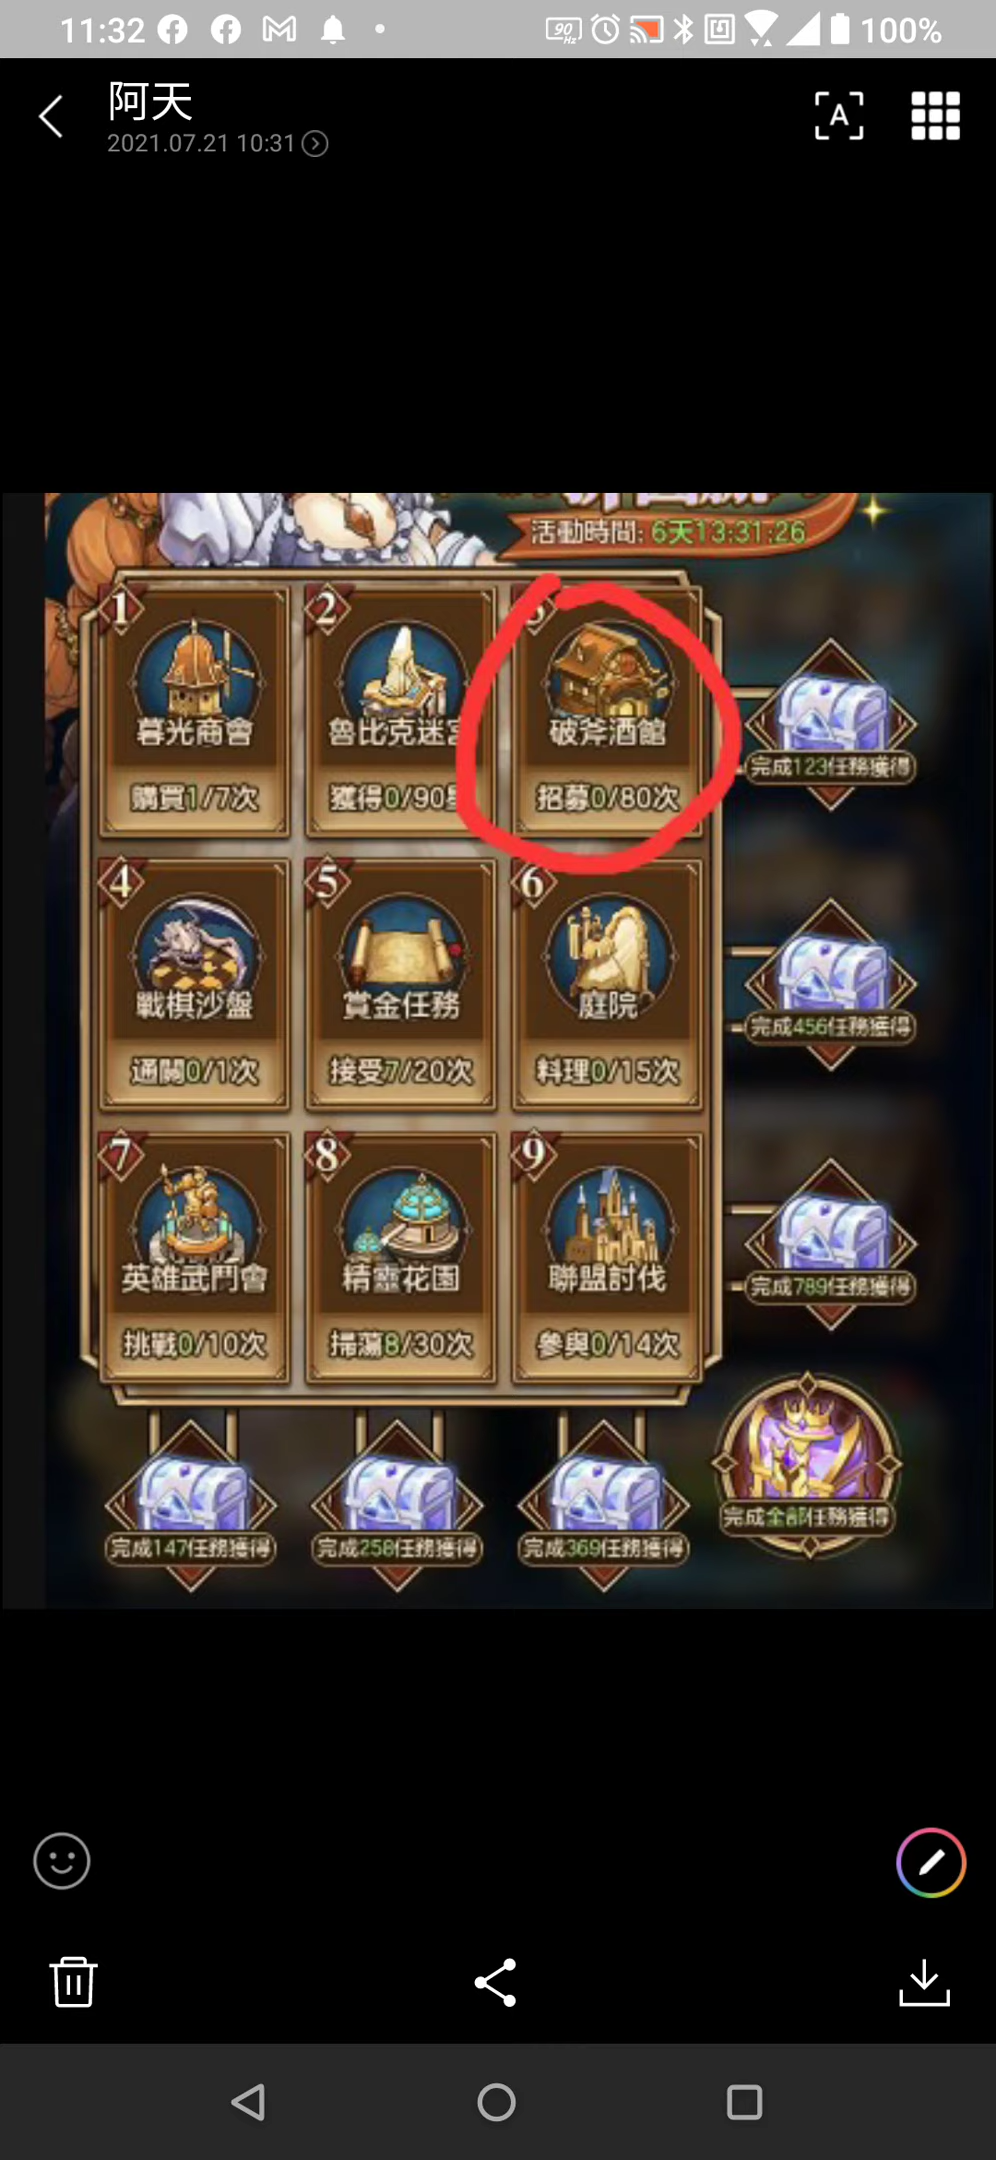 11:32
90Hz
100%
阿天
2021.07.21 10:31
A
活動時間: 6天13:31:26
1
2
暮光商會
魯比克迷宮
破斧酒館
購買1/7次
獲得0/90星
招募0/80次
完成123任務獲得
4
5
6
戰棋沙盤
賞金任務
庭院
通關0/1次
接受7/20次
料理0/15次
完成456任務獲得
7
8
9
英雄武鬥會
精靈花園
聯盟討伐
挑戰0/10次
掃蕩8/30次
參與0/14次
完成789任務獲得
完成147任務獲得
完成258任務獲得
完成369任務獲得
完成全部任務獲得